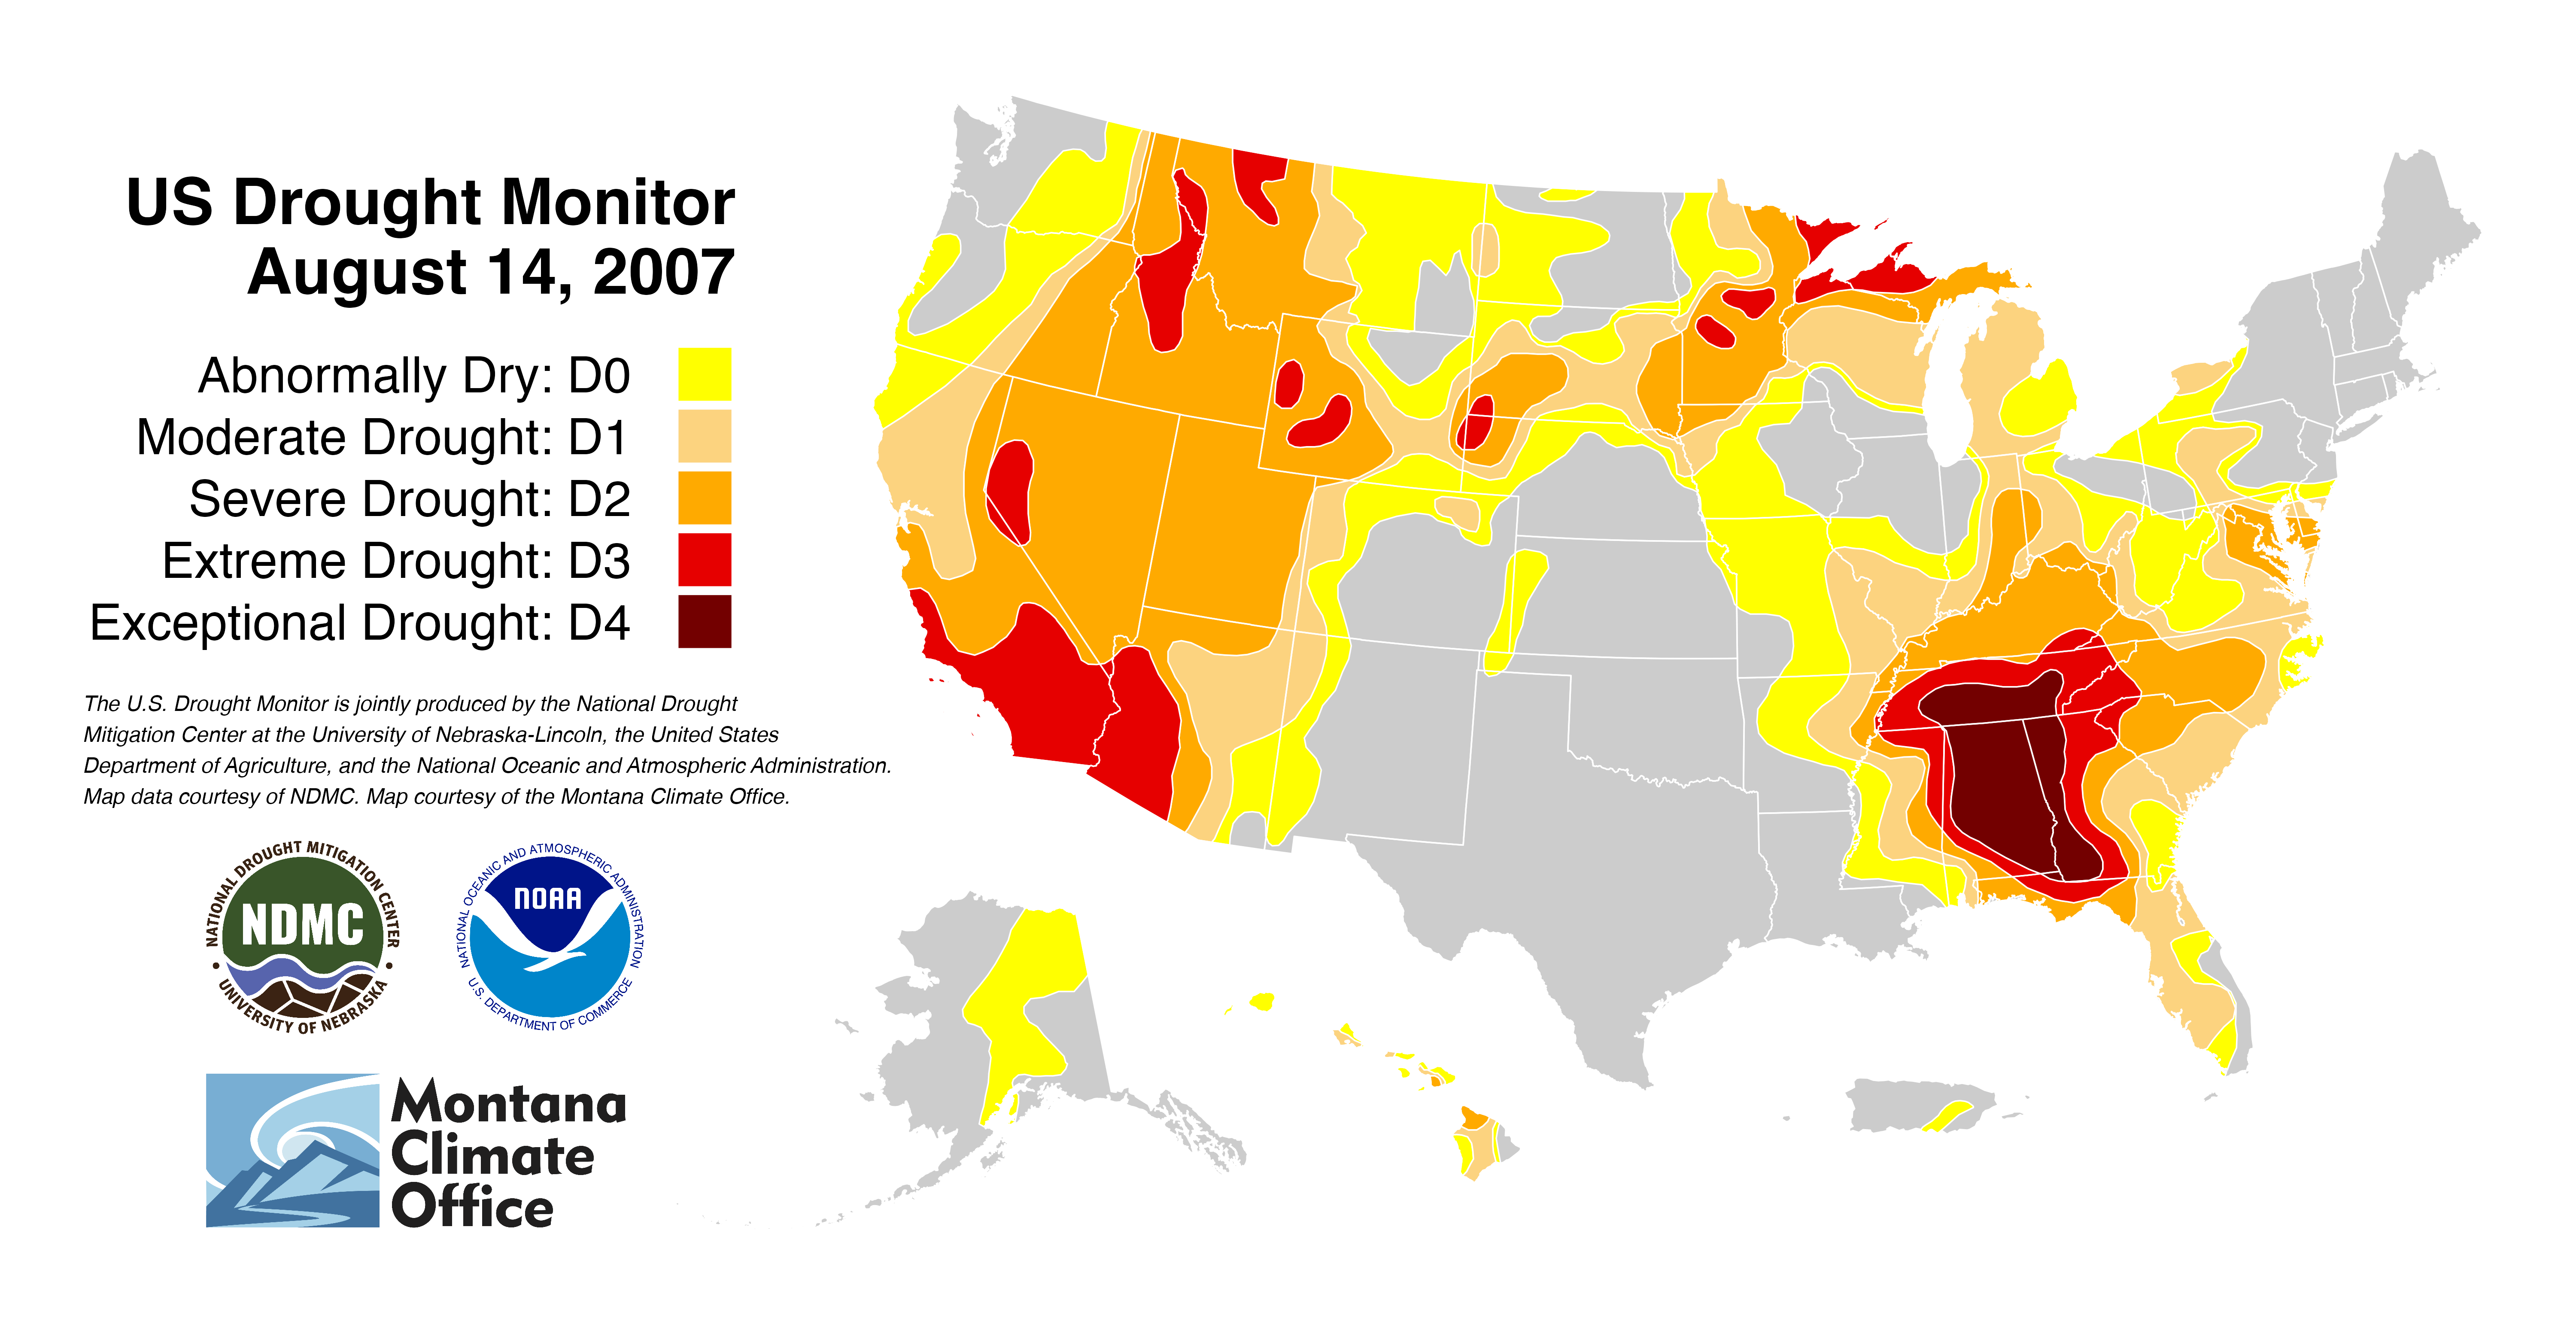 US Drought Monitor
August 14, 2007
Abnormally Dry: D0
Moderate Drought: D1
Severe Drought: D2
Extreme Drought: D3
Exceptional Drought: D4
The U.S. Drought Monitor is jointly produced by the National Drought
Mitigation Center at the University of Nebraska-Lincoln, the United States
Department of Agriculture, and the National Oceanic and Atmospheric Administration.
Map data courtesy of NDMC. Map courtesy of the Montana Climate Office.
NATIONAL DROUGHT MITIGATION CENTER
NDMC
• UNIVERSITY OF NEBRASKA •
NATIONAL OCEANIC AND ATMOSPHERIC ADMINISTRATION
NOAA
U.S. DEPARTMENT OF COMMERCE
Montana
Climate
Office